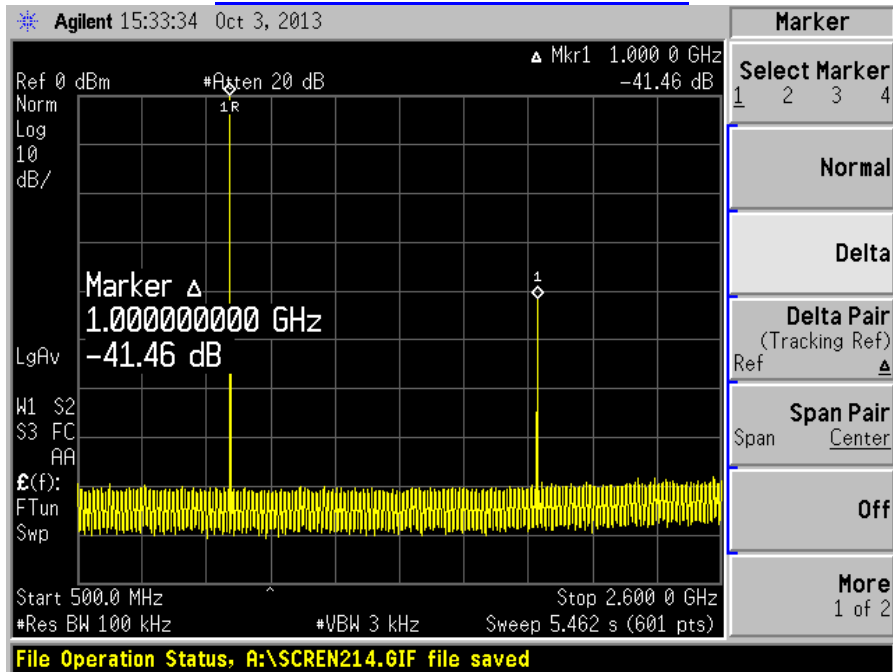 Agilent 15:33:34 Oct 3, 2013
Δ Mkr1 1.000 0 GHz
Ref 0 dBm #Atten 20 dB -41.46 dB
Norm
Log
10
dB/
1R
1
Marker Δ
1.000000000 GHz
-41.46 dB
LgAv
W1 S2
S3 FC
AA
£(f):
FTun
Swp
Start 500.0 MHz ^ Stop 2.600 0 GHz
#Res BW 100 kHz #VBW 3 kHz Sweep 5.462 s (601 pts)
File Operation Status, A:\SCREN214.GIF file saved
Marker
Select Marker
1 2 3 4
Normal
Delta
Delta Pair
(Tracking Ref)
Ref Δ
Span Pair
Span Center
Off
More
1 of 2